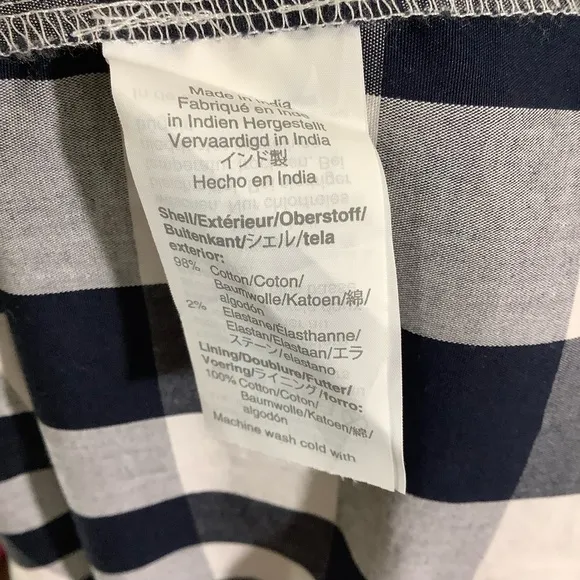 Made in India
Fabriqué en Inde
in Indien Hergestellt
Vervaardigd in India
インド製
Hecho en India
Shell/Extérieur/Oberstoff/
Buitenkant/シェル/tela
exterior:
98% Cotton/Coton/
Baumwolle/Katoen/綿/
algodón
2% Elastane/Élasthanne/
Elastan/Elastaan/エラ
ステーン/elastano
Lining/Doublure/Futter/
Voering/ライニング/forro:
100% Cotton/Coton/
Baumwolle/Katoen/綿/
algodón
Machine wash cold with